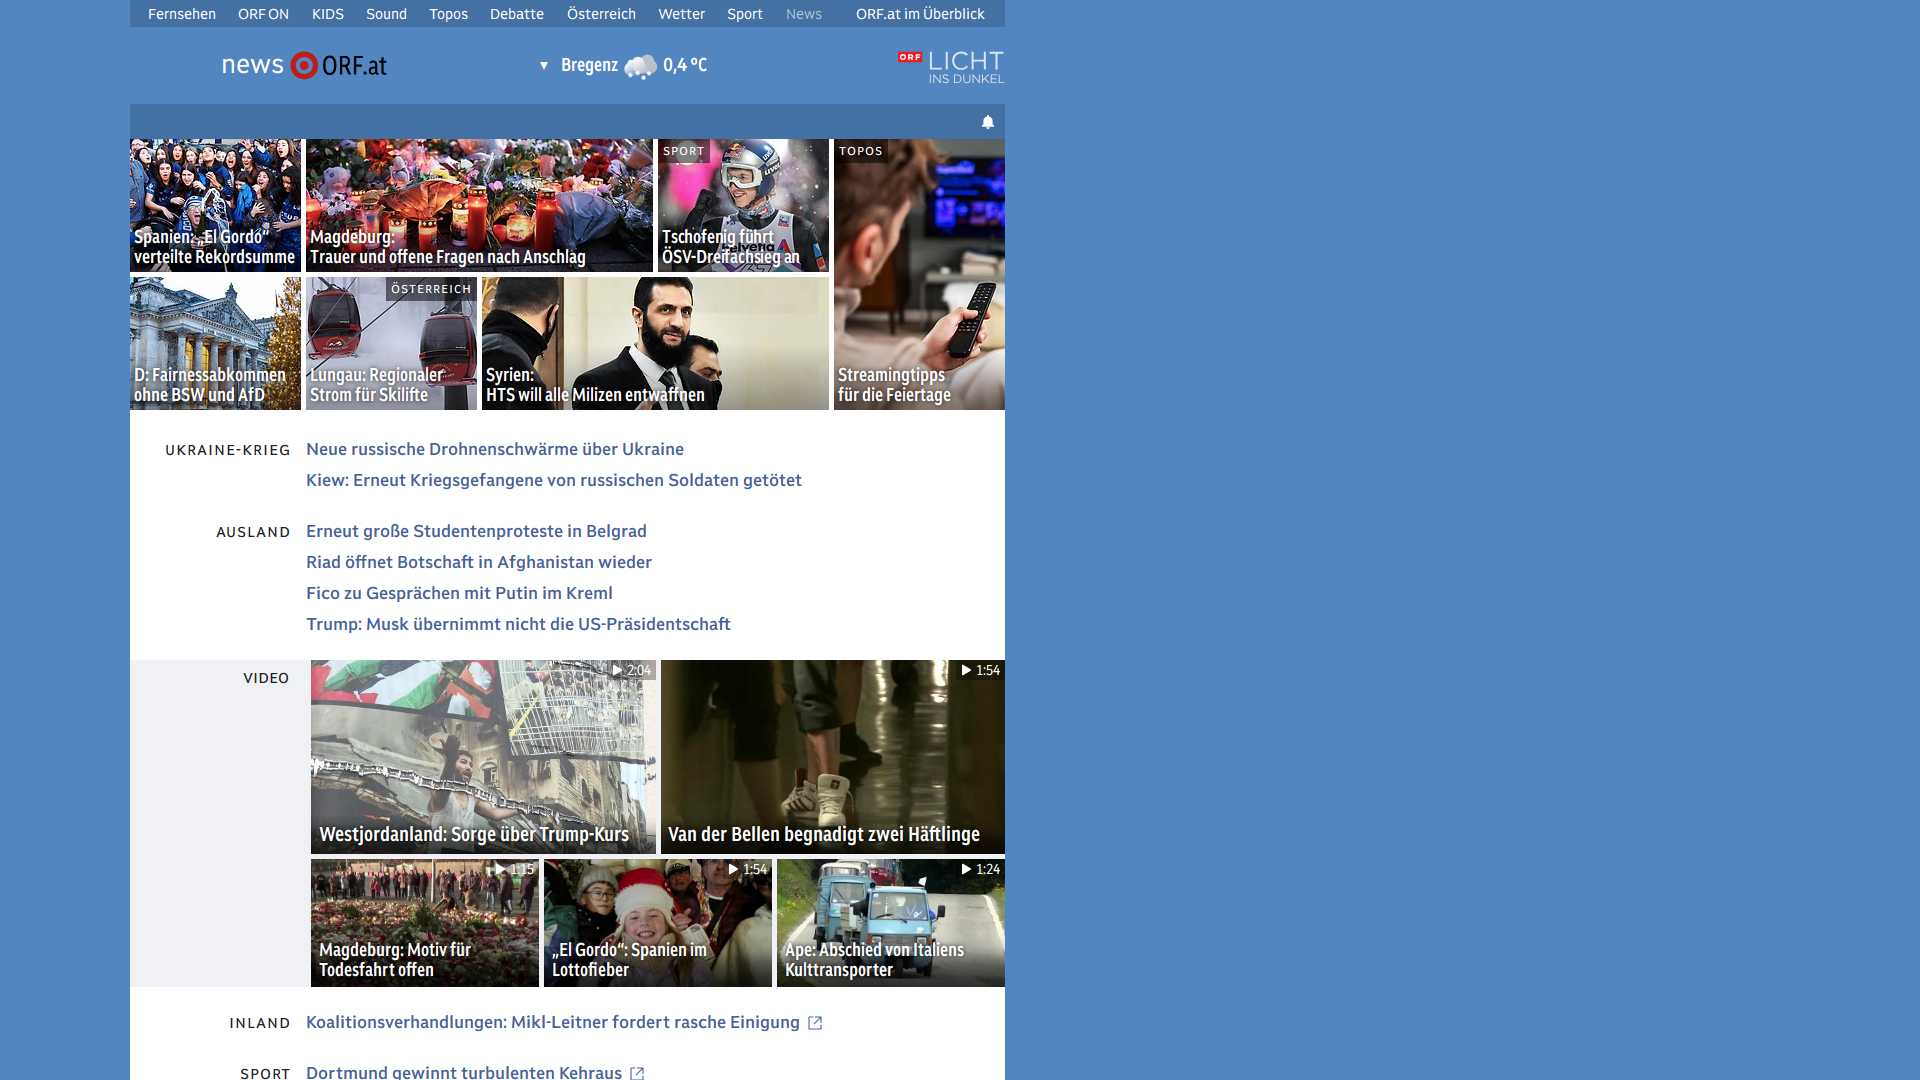 Fernsehen ORF ON KIDS Sound Topos Debatte Österreich Wetter Sport News ORF.at im Überblick
news ORF.at
Bregenz 0,4 °C
ORF LICHT
INS DUNKEL
Spanien: „El Gordo“
verteilte Rekordsumme
Magdeburg:
Trauer und offene Fragen nach Anschlag
SPORT
Tschofenig führt
ÖSV-Dreifachsieg an
TOPOS
Streamingtipps
für die Feiertage
D: Fairnessabkommen
ohne BSW und AfD
ÖSTERREICH
Lungau: Regionaler
Strom für Skilifte
Syrien:
HTS will alle Milizen entwaffnen
UKRAINE-KRIEG
Neue russische Drohnenschwärme über Ukraine
Kiew: Erneut Kriegsgefangene von russischen Soldaten getötet
AUSLAND
Erneut große Studentenproteste in Belgrad
Riad öffnet Botschaft in Afghanistan wieder
Fico zu Gesprächen mit Putin im Kreml
Trump: Musk übernimmt nicht die US-Präsidentschaft
VIDEO
2:04
Westjordanland: Sorge über Trump-Kurs
1:54
Van der Bellen begnadigt zwei Häftlinge
1:15
Magdeburg: Motiv für
Todesfahrt offen
1:54
„El Gordo“: Spanien im
Lottofieber
1:24
Ape: Abschied von Italiens
Kulttransporter
INLAND
Koalitionsverhandlungen: Mikl-Leitner fordert rasche Einigung
SPORT
Dortmund gewinnt turbulenten Kehraus